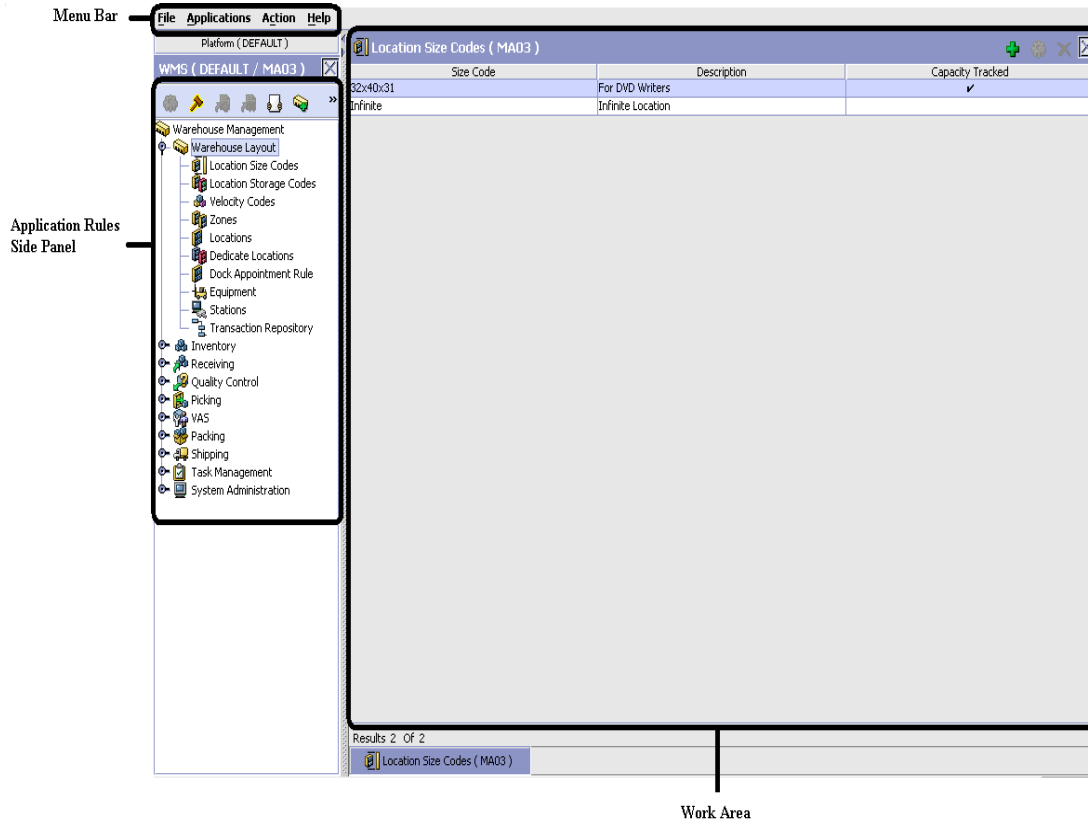 Menu Bar
File Applications Action Help
Platform ( DEFAULT )
WMS ( DEFAULT / MA03 )
»
Warehouse Management
Warehouse Layout
Location Size Codes
Location Storage Codes
Velocity Codes
Zones
Locations
Dedicate Locations
Dock Appointment Rule
Equipment
Stations
Transaction Repository
Inventory
Receiving
Quality Control
Picking
VAS
Packing
Shipping
Task Management
System Administration
Application Rules
Side Panel
Location Size Codes ( MA03 )
Size Code Description Capacity Tracked
32x40x31 For DVD Writers ✔
Infinite Infinite Location
Results 2 Of 2
Location Size Codes ( MA03 )
Work Area